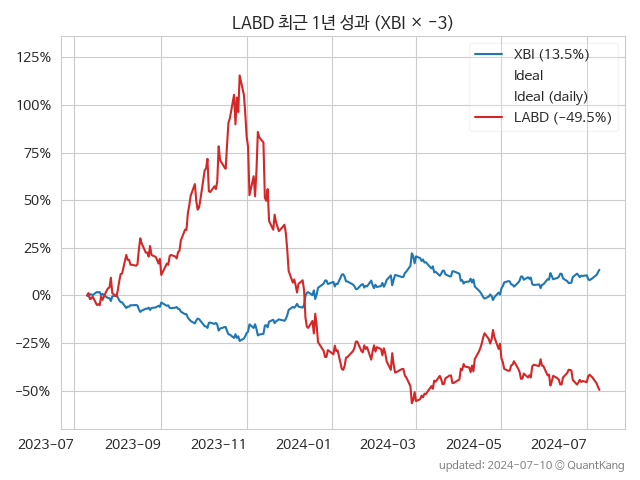 LABD 최근 1년 성과 (XBI × −3)
125%
100%
75%
50%
25%
0%
−25%
−50%
XBI (13.5%)
Ideal
Ideal (daily)
LABD (−49.5%)
2023−07
2023−09
2023−11
2024−01
2024−03
2024−05
2024−07
updated: 2024-07-10 © QuantKang